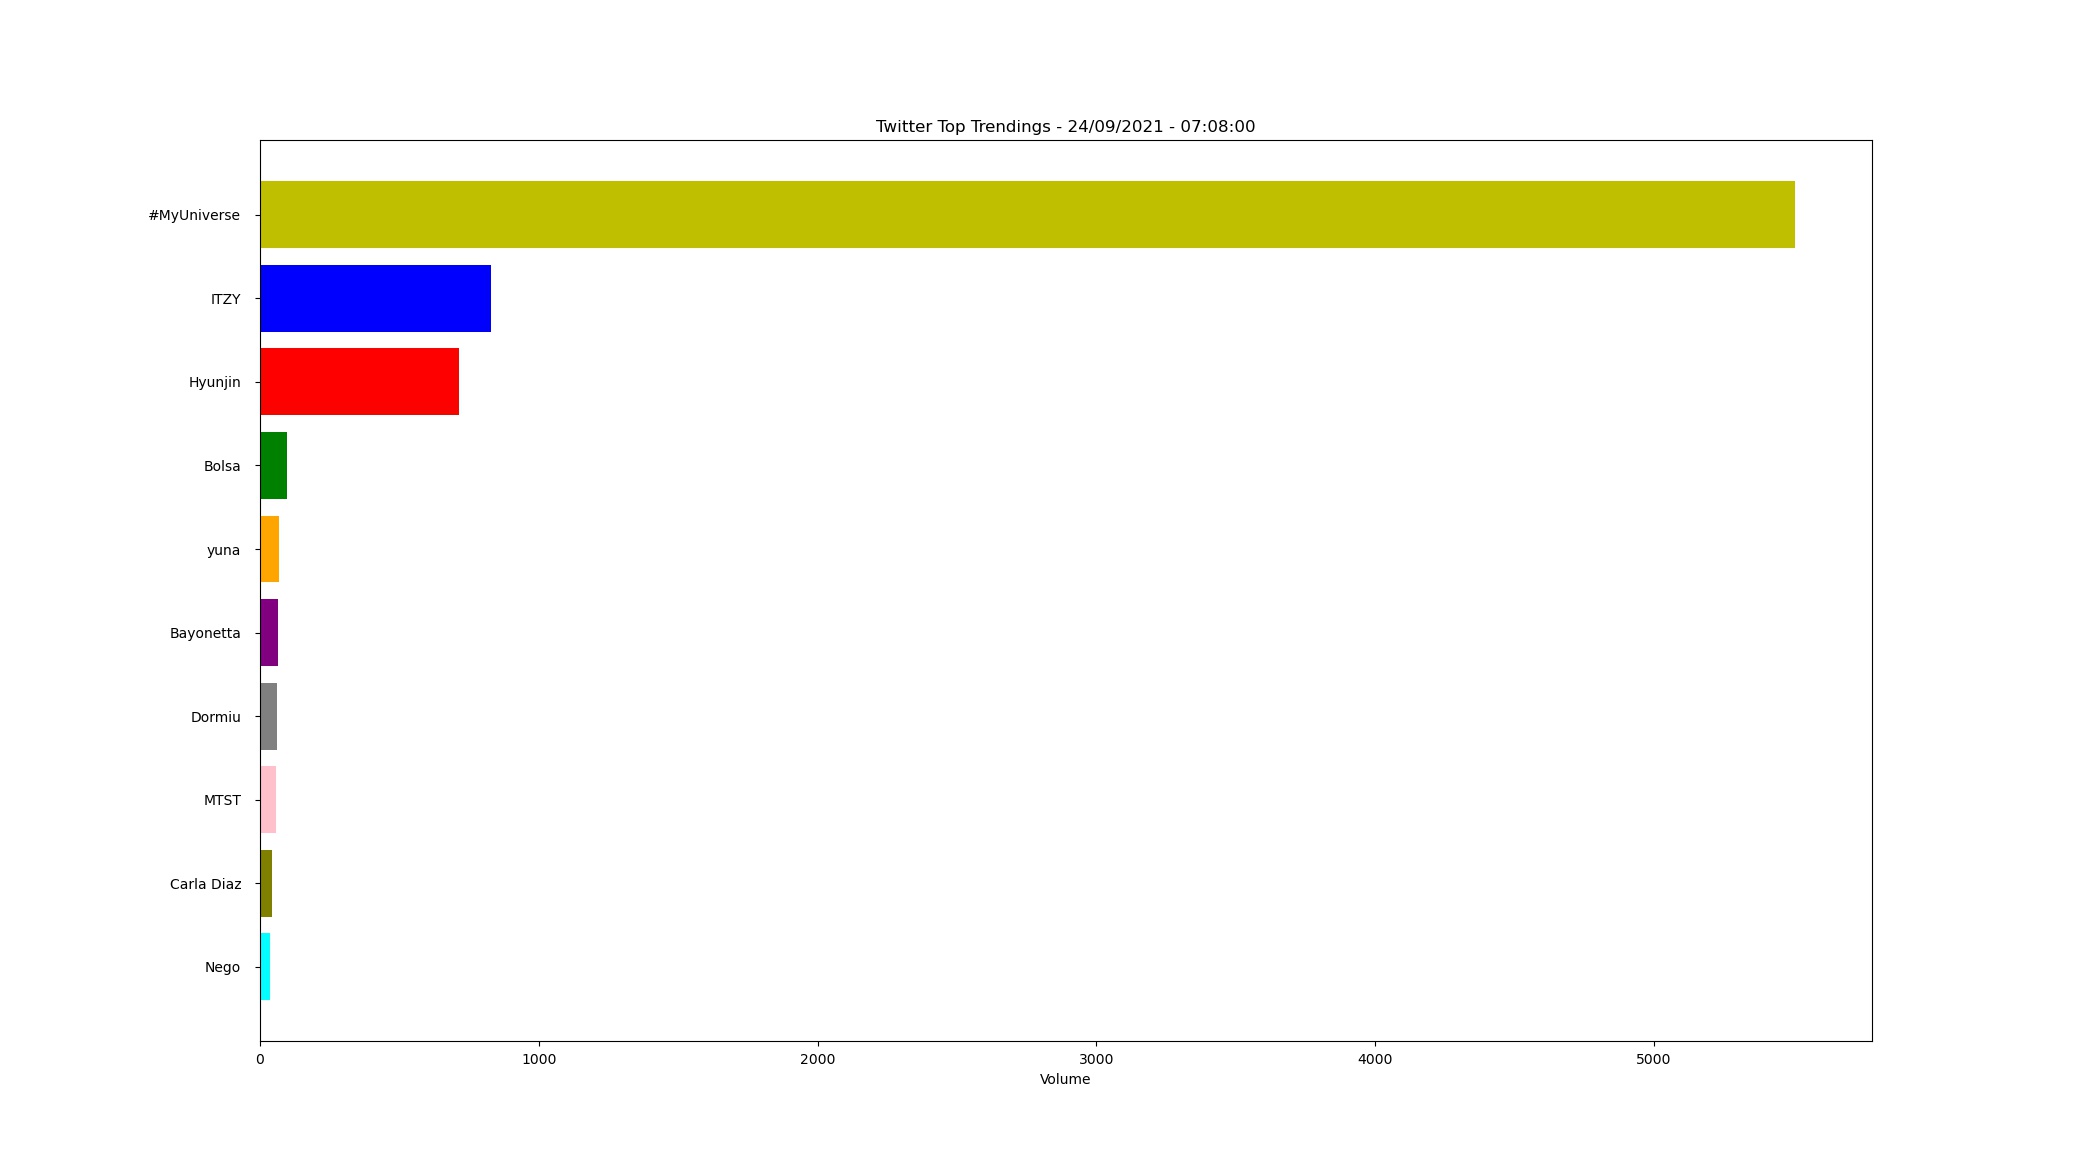 Twitter Top Trendings - 24/09/2021 - 07:08:00
#MyUniverse
ITZY
Hyunjin
Bolsa
yuna
Bayonetta
Dormiu
MTST
Carla Diaz
Nego
0 1000 2000 3000 4000 5000
Volume